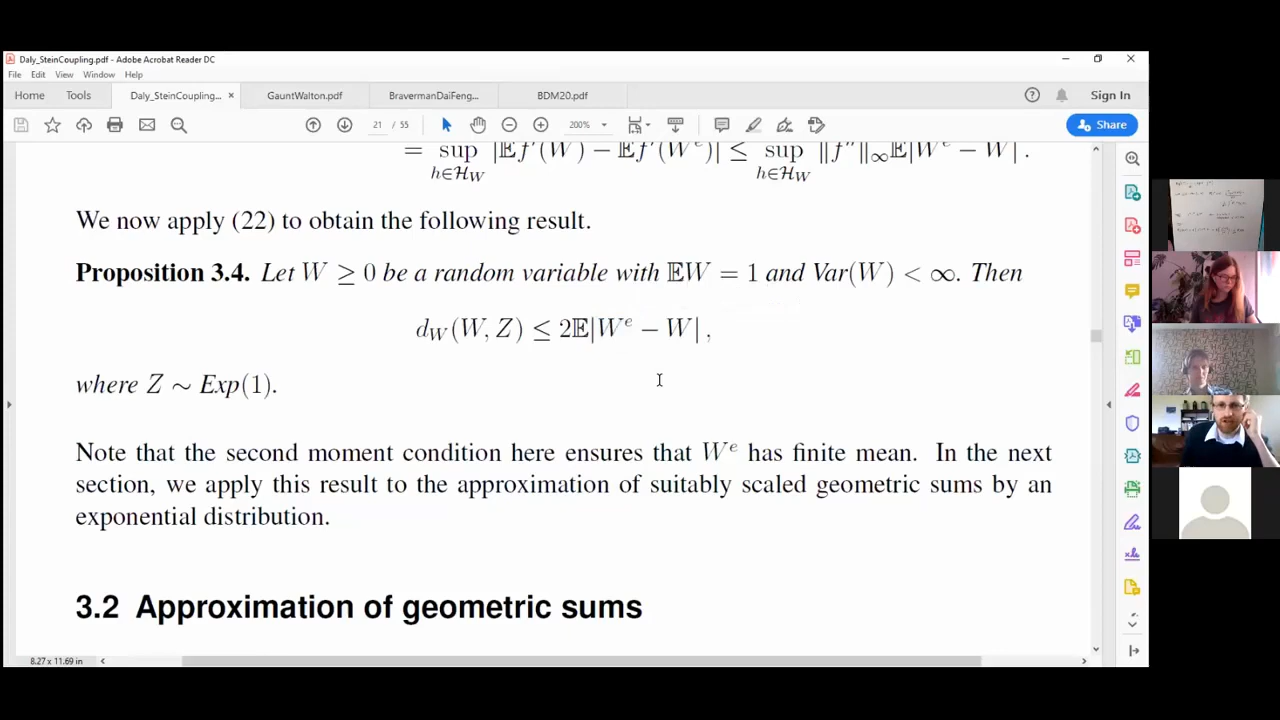 Daly_SteinCoupling.pdf - Adobe Acrobat Reader DC
File Edit View Window Help
Home Tools Daly_SteinCoupling... × GauntWalton.pdf BravermanDaiFeng... BDM20.pdf Sign In
21 / 55 200% Share
= sup |𝔼f′(W) − 𝔼f′(Wᵉ)| ≤ sup ‖f″‖∞𝔼|Wᵉ − W| .
h∈ℋ_W h∈ℋ_W
We now apply (22) to obtain the following result.
Proposition 3.4. Let W ≥ 0 be a random variable with 𝔼W = 1 and Var(W) < ∞. Then
d_W(W, Z) ≤ 2𝔼|Wᵉ − W| ,
where Z ∼ Exp(1).
Note that the second moment condition here ensures that Wᵉ has finite mean. In the next
section, we apply this result to the approximation of suitably scaled geometric sums by an
exponential distribution.
3.2 Approximation of geometric sums
8.27 x 11.69 in